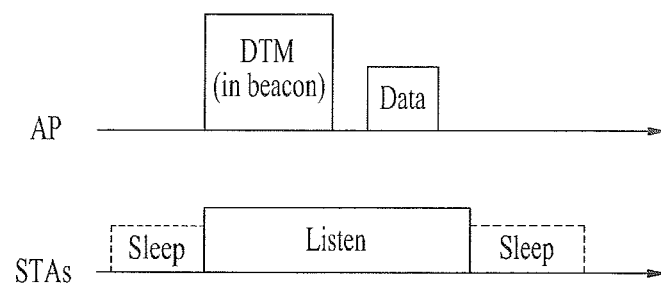 DTM
(in beacon)
Data
AP
Sleep
Listen
Sleep
STAs